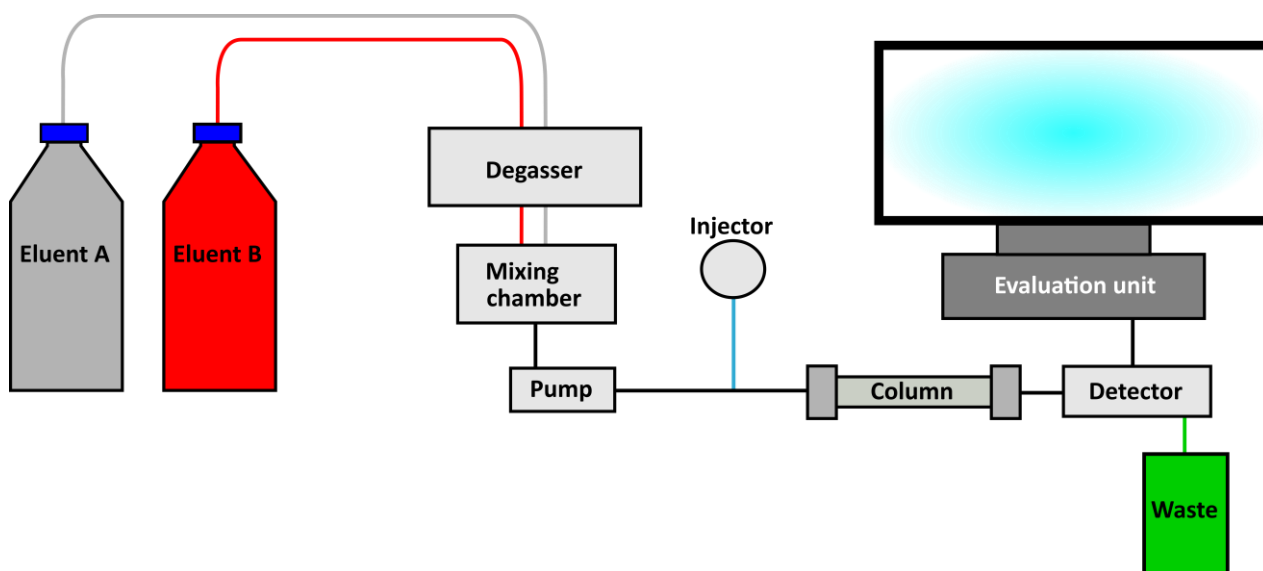 Eluent A
Eluent B
Degasser
Mixing
chamber
Pump
Injector
Column
Evaluation unit
Detector
Waste